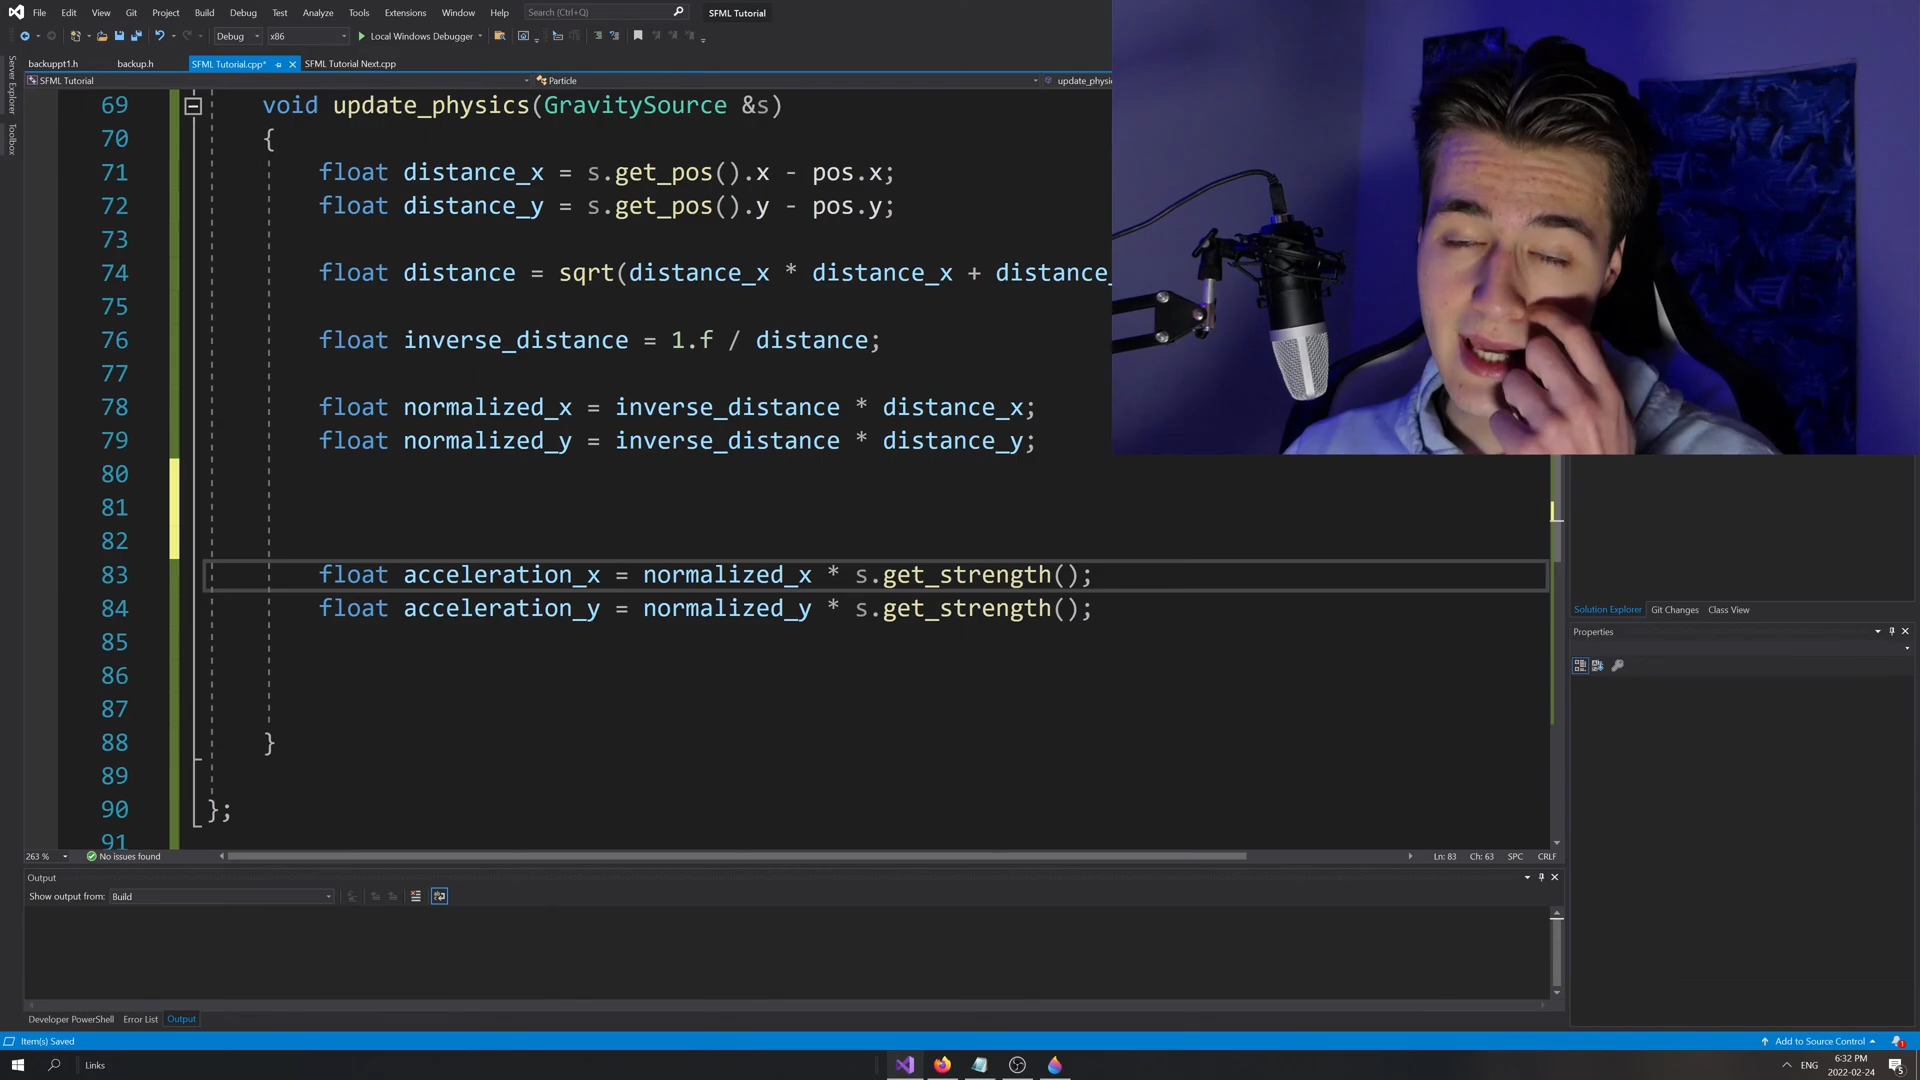 File Edit View Git Project Build Debug Test Analyze Tools Extensions Window Help Search (Ctrl+Q) SFML Tutorial
Debug x86 Local Windows Debugger
Server Explorer
Toolbox
backuppt1.h backup.h SFML Tutorial.cpp* SFML Tutorial Next.cpp
SFML Tutorial Particle update_physic
69 void update_physics(GravitySource &s)
70 {
71 float distance_x = s.get_pos().x - pos.x;
72 float distance_y = s.get_pos().y - pos.y;
73
74 float distance = sqrt(distance_x * distance_x + distance_
75
76 float inverse_distance = 1.f / distance;
77
78 float normalized_x = inverse_distance * distance_x;
79 float normalized_y = inverse_distance * distance_y;
80
81
82
83 float acceleration_x = normalized_x * s.get_strength();
84 float acceleration_y = normalized_y * s.get_strength();
85
86
87
88 }
89
90 };
91
263 % No issues found Ln: 83 Ch: 63 SPC CRLF
Solution Explorer Git Changes Class View
Properties
Output
Show output from: Build
Developer PowerShell Error List Output
Item(s) Saved Add to Source Control 1
Links ENG 6:32 PM
2022-02-24 5